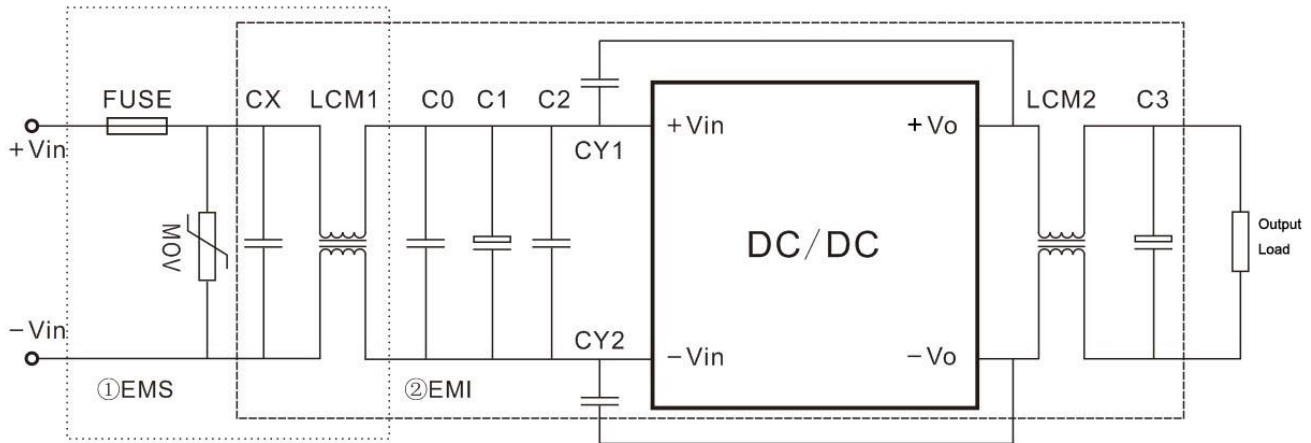 FUSE
CX
LCM1
C0
C1
C2
LCM2
C3
+Vin
CY1
+Vin
+Vo
MOV
DC/DC
Output
Load
−Vin
CY2
−Vin
−Vo
①EMS
②EMI